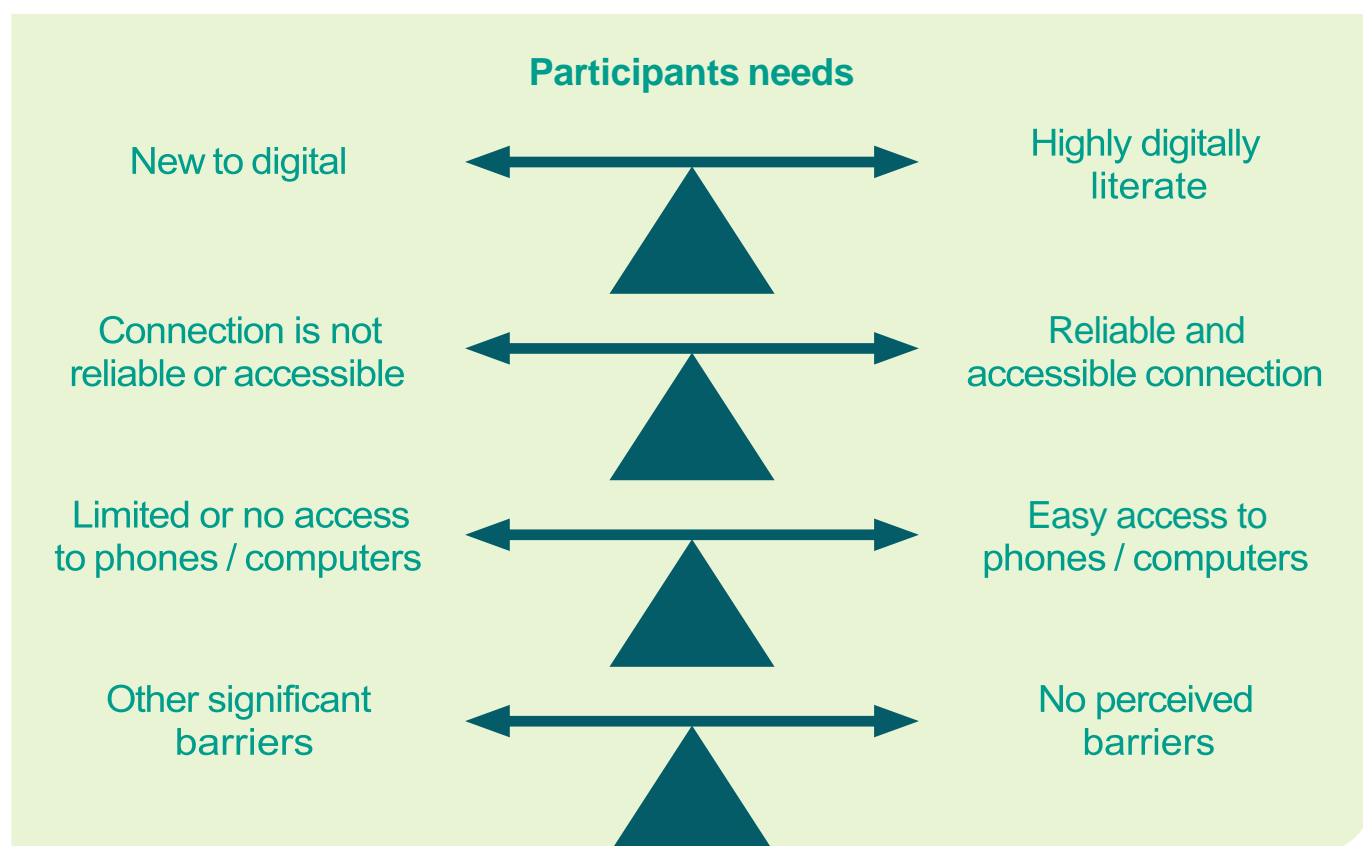 Participants needs
New to digital
Highly digitally
literate
Connection is not
reliable or accessible
Reliable and
accessible connection
Limited or no access
to phones / computers
Easy access to
phones / computers
Other significant
barriers
No perceived
barriers